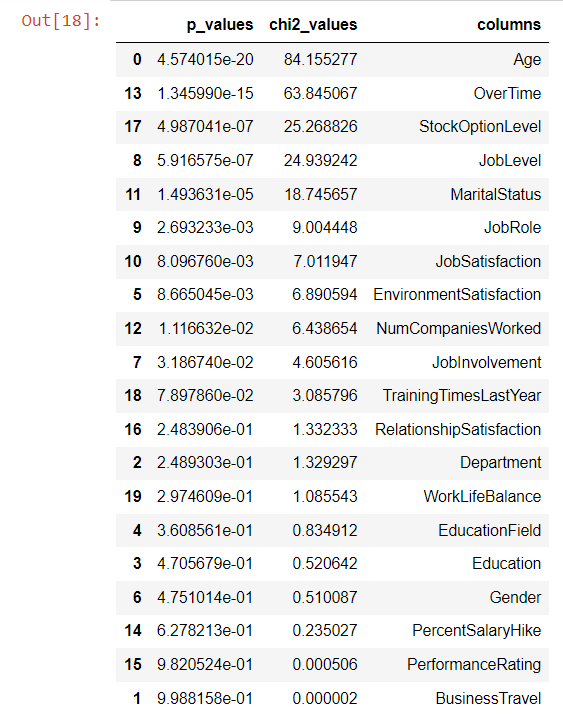 Out[18]:
p_values chi2_values columns
0 4.574015e-20 84.155277 Age
13 1.345990e-15 63.845067 OverTime
17 4.987041e-07 25.268826 StockOptionLevel
8 5.916575e-07 24.939242 JobLevel
11 1.493631e-05 18.745657 MaritalStatus
9 2.693233e-03 9.004448 JobRole
10 8.096760e-03 7.011947 JobSatisfaction
5 8.665045e-03 6.890594 EnvironmentSatisfaction
12 1.116632e-02 6.438654 NumCompaniesWorked
7 3.186740e-02 4.605616 JobInvolvement
18 7.897860e-02 3.085796 TrainingTimesLastYear
16 2.483906e-01 1.332333 RelationshipSatisfaction
2 2.489303e-01 1.329297 Department
19 2.974609e-01 1.085543 WorkLifeBalance
4 3.608561e-01 0.834912 EducationField
3 4.705679e-01 0.520642 Education
6 4.751014e-01 0.510087 Gender
14 6.278213e-01 0.235027 PercentSalaryHike
15 9.820524e-01 0.000506 PerformanceRating
1 9.988158e-01 0.000002 BusinessTravel